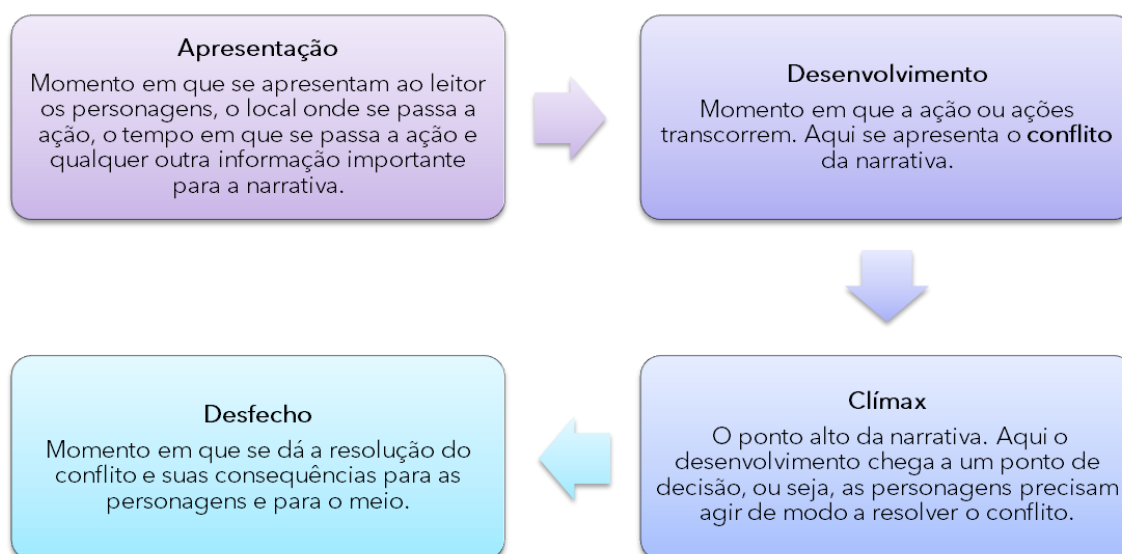 Apresentação
Momento em que se apresentam ao leitor
os personagens, o local onde se passa a
ação, o tempo em que se passa a ação e
qualquer outra informação importante
para a narrativa.
Desenvolvimento
Momento em que a ação ou ações
transcorrem. Aqui se apresenta o conflito
da narrativa.
Clímax
O ponto alto da narrativa. Aqui o
desenvolvimento chega a um ponto de
decisão, ou seja, as personagens precisam
agir de modo a resolver o conflito.
Desfecho
Momento em que se dá a resolução do
conflito e suas consequências para as
personagens e para o meio.